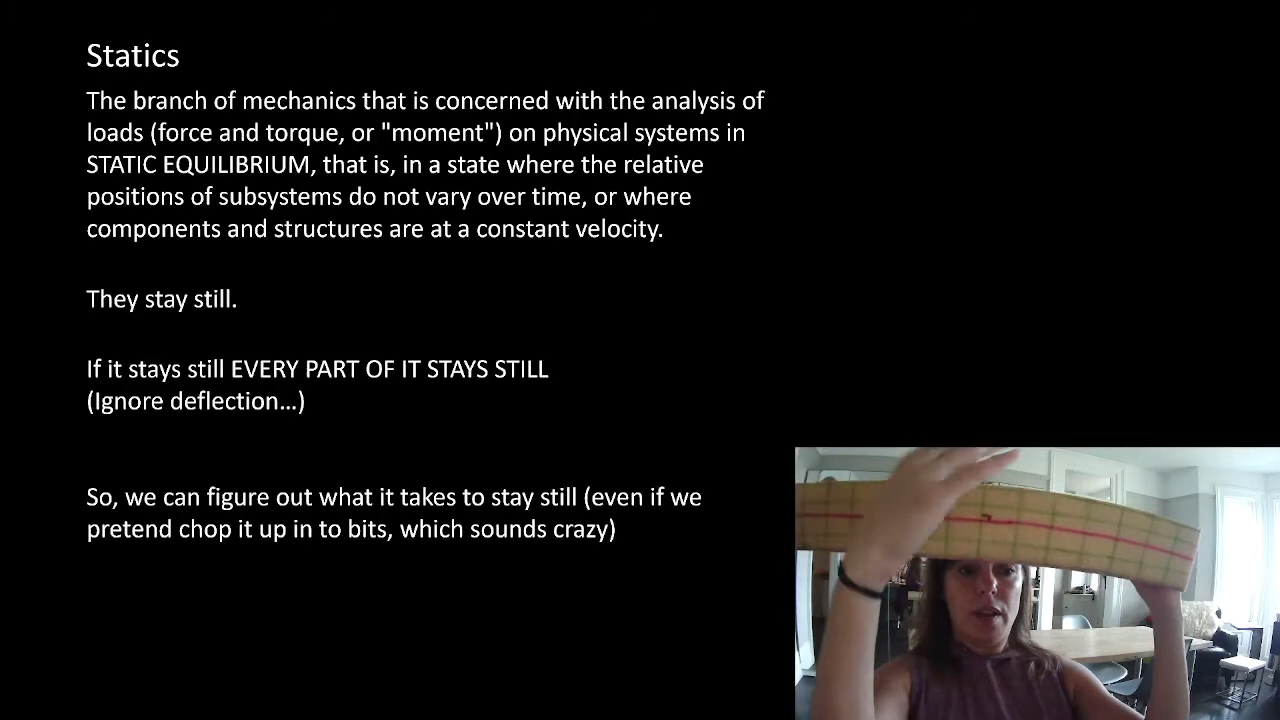 Statics
The branch of mechanics that is concerned with the analysis of
loads (force and torque, or "moment") on physical systems in
STATIC EQUILIBRIUM, that is, in a state where the relative
positions of subsystems do not vary over time, or where
components and structures are at a constant velocity.
They stay still.
If it stays still EVERY PART OF IT STAYS STILL
(Ignore deflection...)
So, we can figure out what it takes to stay still (even if we
pretend chop it up in to bits, which sounds crazy)